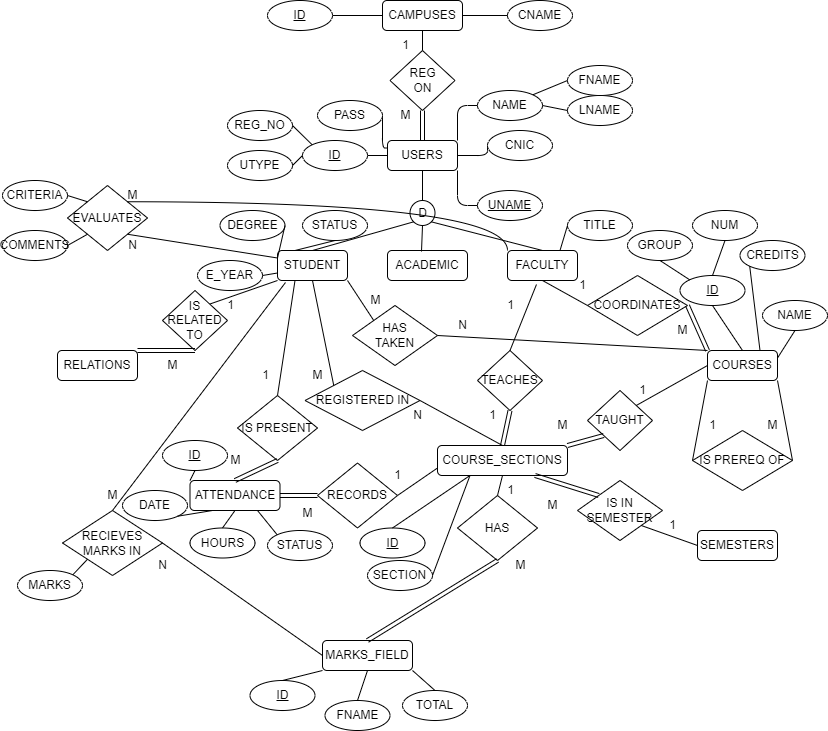 ID
CAMPUSES
CNAME
1
REG
ON
M
FNAME
LNAME
NAME
PASS
REG_NO
UTYPE
ID
USERS
CNIC
UNAME
CRITERIA
COMMENTS
EVALUATES
M
N
D
DEGREE
STATUS
TITLE
NUM
GROUP
CREDITS
STUDENT
ACADEMIC
FACULTY
E_YEAR
ID
NAME
1
IS
RELATED
TO
M
RELATIONS
M
HAS
TAKEN
N
1
COORDINATES
M
1
COURSES
1
M
IS PREREQ OF
TEACHES
1
1
TAUGHT
M
M
REGISTERED IN
N
1
IS PRESENT
M
COURSE_SECTIONS
ID
ATTENDANCE
DATE
HOURS
STATUS
M
RECORDS
1
1
HAS
M
M
IS IN
SEMESTER
1
SEMESTERS
ID
SECTION
M
RECIEVES
MARKS IN
N
MARKS
MARKS_FIELD
ID
FNAME
TOTAL